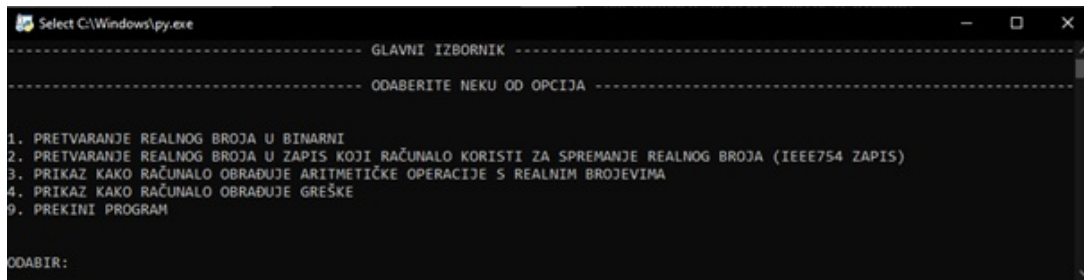 Select C:\Windows\py.exe
---------------------------------------- GLAVNI IZBORNIK ----------------------------------------------------------------
---------------------------------------- ODABERITE NEKU OD OPCIJA -------------------------------------------------------
1. PRETVARANJE REALNOG BROJA U BINARNI
2. PRETVARANJE REALNOG BROJA U ZAPIS KOJI RAČUNALO KORISTI ZA SPREMANJE REALNOG BROJA (IEEE754 ZAPIS)
3. PRIKAZ KAKO RAČUNALO OBRAĐUJE ARITMETIČKE OPERACIJE S REALNIM BROJEVIMA
4. PRIKAZ KAKO RAČUNALO OBRAĐUJE GREŠKE
9. PREKINI PROGRAM
ODABIR: